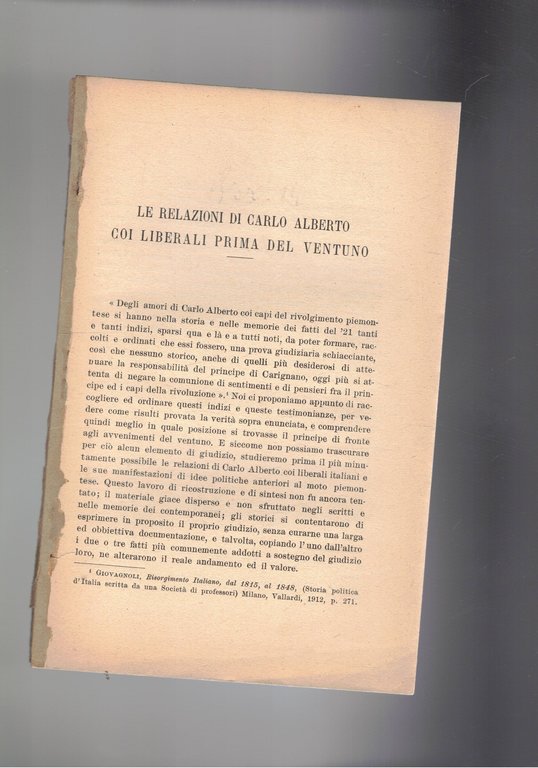 LE RELAZIONI DI CARLO ALBERTO
COI LIBERALI PRIMA DEL VENTUNO
« Degli amori di Carlo Alberto coi capi del rivolgimento piemon-
tese si hanno nella storia e nelle memorie dei fatti del '21 tanti
e tanti indizi, sparsi qua e là e a tutti noti, da poter formare, rac-
colti e ordinati che essi fossero, una prova giudiziaria schiacciante,
così che nessuno storico, anche di quelli più desiderosi di atte-
nuare la responsabilità del principe di Carignano, oggi più si at-
tenta di negare la comunione di sentimenti e di pensieri fra il prin-
cipe ed i capi della rivoluzione ».¹ Noi ci proponiamo appunto di rac-
cogliere ed ordinare questi indizi e queste testimonianze, per ve-
dere come risulti provata la verità sopra enunciata, e comprendere
quindi meglio in quale posizione si trovasse il principe di fronte
agli avvenimenti del ventuno. E siccome non possiamo trascurare
per ciò alcun elemento di giudizio, studieremo prima il più minu-
tamente possibile le relazioni di Carlo Alberto coi liberali italiani e
le sue manifestazioni di idee politiche anteriori al moto piemon-
tese. Questo lavoro di ricostruzione e di sintesi non fu ancora ten-
tato; il materiale giace disperso e non sfruttato negli scritti e
nelle memorie dei contemporanei; gli storici si contentarono di
esprimere in proposito il proprio giudizio, senza curarne una larga
ed obbiettiva documentazione, e talvolta, copiando l'uno dall'altro
i due o tre fatti più comunemente addotti a sostegno del giudizio
loro, ne alterarono il reale andamento ed il valore.
¹ GIOVAGNOLI, Risorgimento Italiano, dal 1815, al 1848, (Storia politica
d'Italia scritta da una Società di professori) Milano, Vallardi, 1912, p. 271.